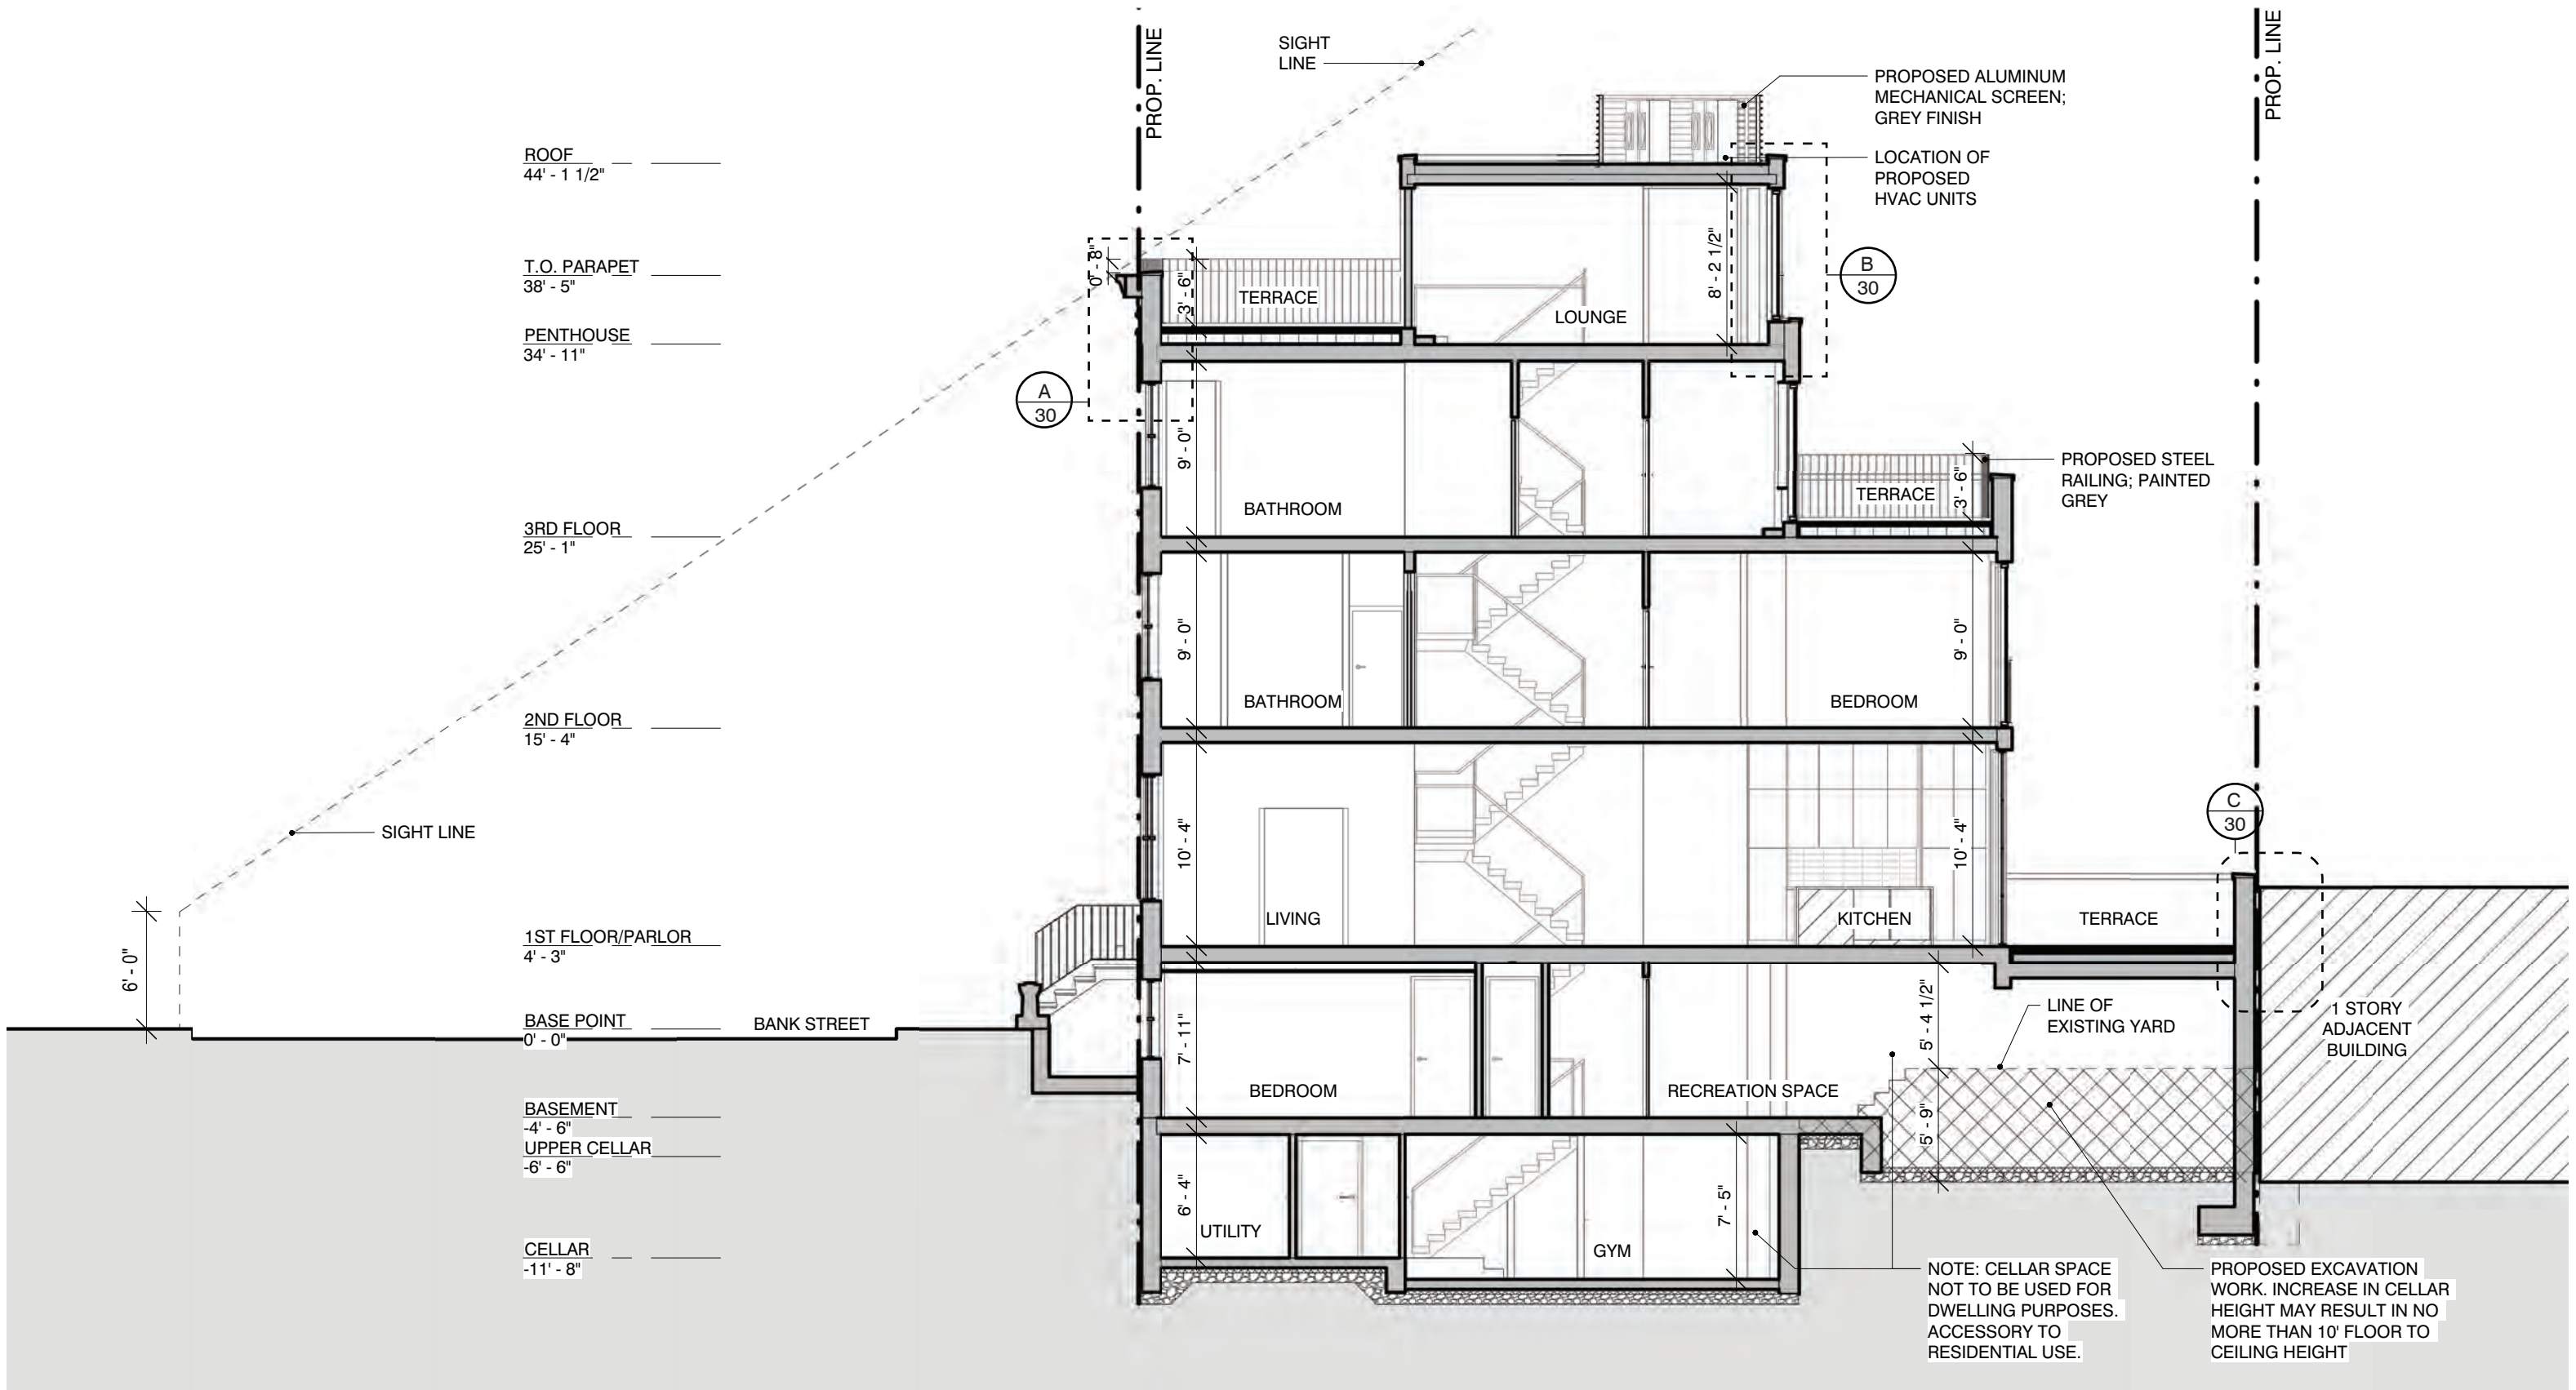 PROP. LINE
PROP. LINE
SIGHT
LINE
PROPOSED ALUMINUM
MECHANICAL SCREEN;
GREY FINISH
LOCATION OF
PROPOSED
HVAC UNITS
ROOF
44' - 1 1/2"
T.O. PARAPET
38' - 5"
PENTHOUSE
34' - 11"
3RD FLOOR
25' - 1"
2ND FLOOR
15' - 4"
1ST FLOOR/PARLOR
4' - 3"
BASE POINT
0' - 0"
BANK STREET
BASEMENT
-4' - 6"
UPPER CELLAR
-6' - 6"
CELLAR
-11' - 8"
SIGHT LINE
6' - 0"
0' - 8"
3' - 6"
TERRACE
8' - 2 1/2"
LOUNGE
A
30
B
30
9' - 0"
BATHROOM
TERRACE
3' - 6"
PROPOSED STEEL
RAILING; PAINTED
GREY
9' - 0"
BATHROOM
BEDROOM
9' - 0"
10' - 4"
LIVING
KITCHEN
10' - 4"
TERRACE
C
30
7' - 11"
BEDROOM
RECREATION SPACE
5' - 4 1/2"
5' - 9"
LINE OF
EXISTING YARD
1 STORY
ADJACENT
BUILDING
6' - 4"
UTILITY
GYM
7' - 5"
NOTE: CELLAR SPACE
NOT TO BE USED FOR
DWELLING PURPOSES.
ACCESSORY TO
RESIDENTIAL USE.
PROPOSED EXCAVATION
WORK. INCREASE IN CELLAR
HEIGHT MAY RESULT IN NO
MORE THAN 10' FLOOR TO
CEILING HEIGHT